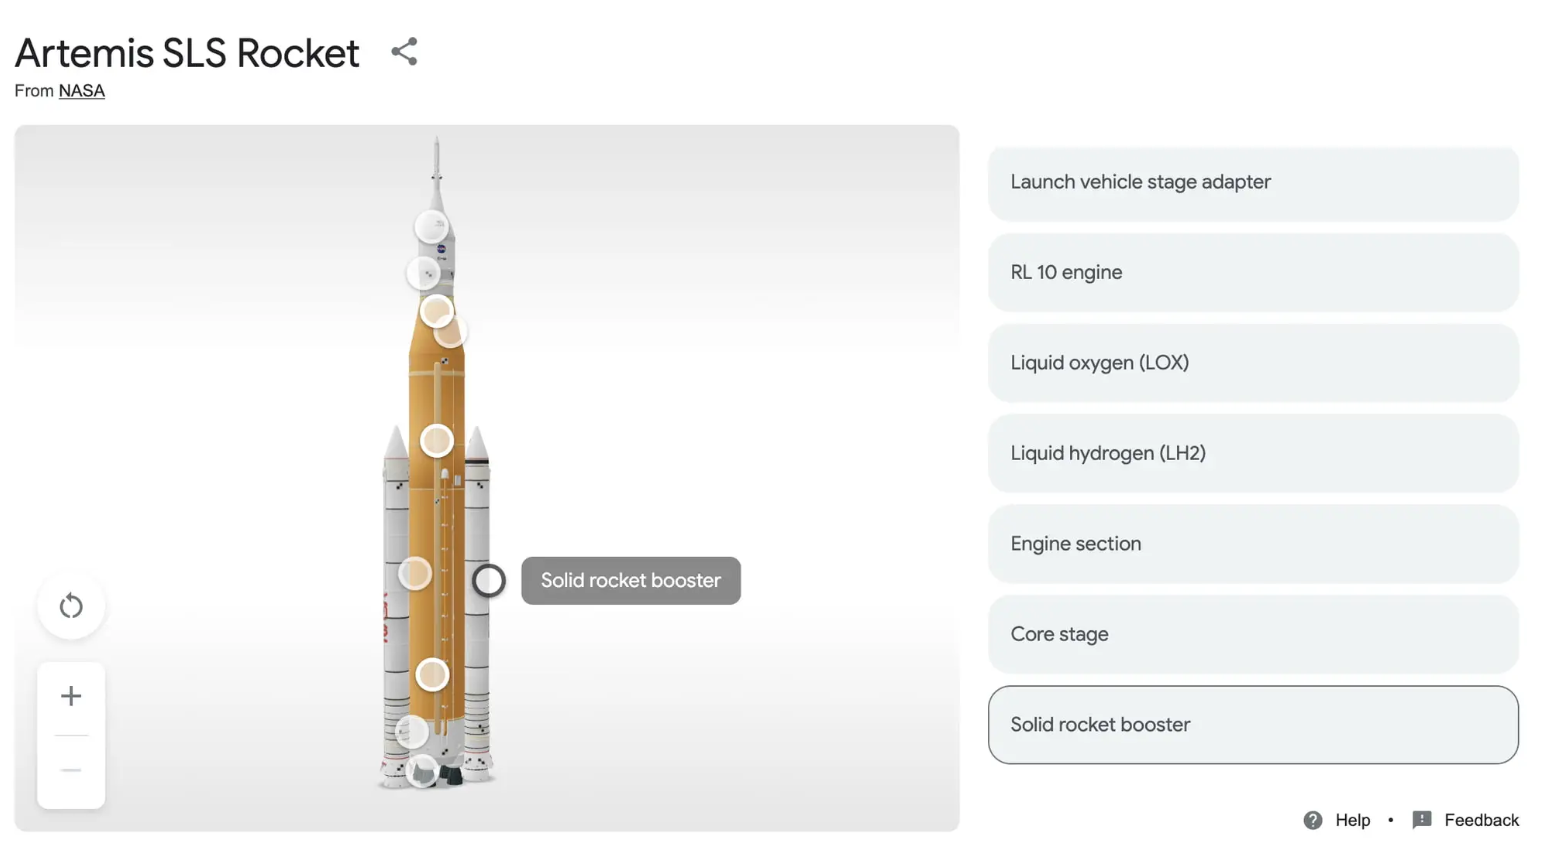 Artemis SLS Rocket
From NASA
Solid rocket booster
Launch vehicle stage adapter
RL 10 engine
Liquid oxygen (LOX)
Liquid hydrogen (LH2)
Engine section
Core stage
Solid rocket booster
Help • Feedback